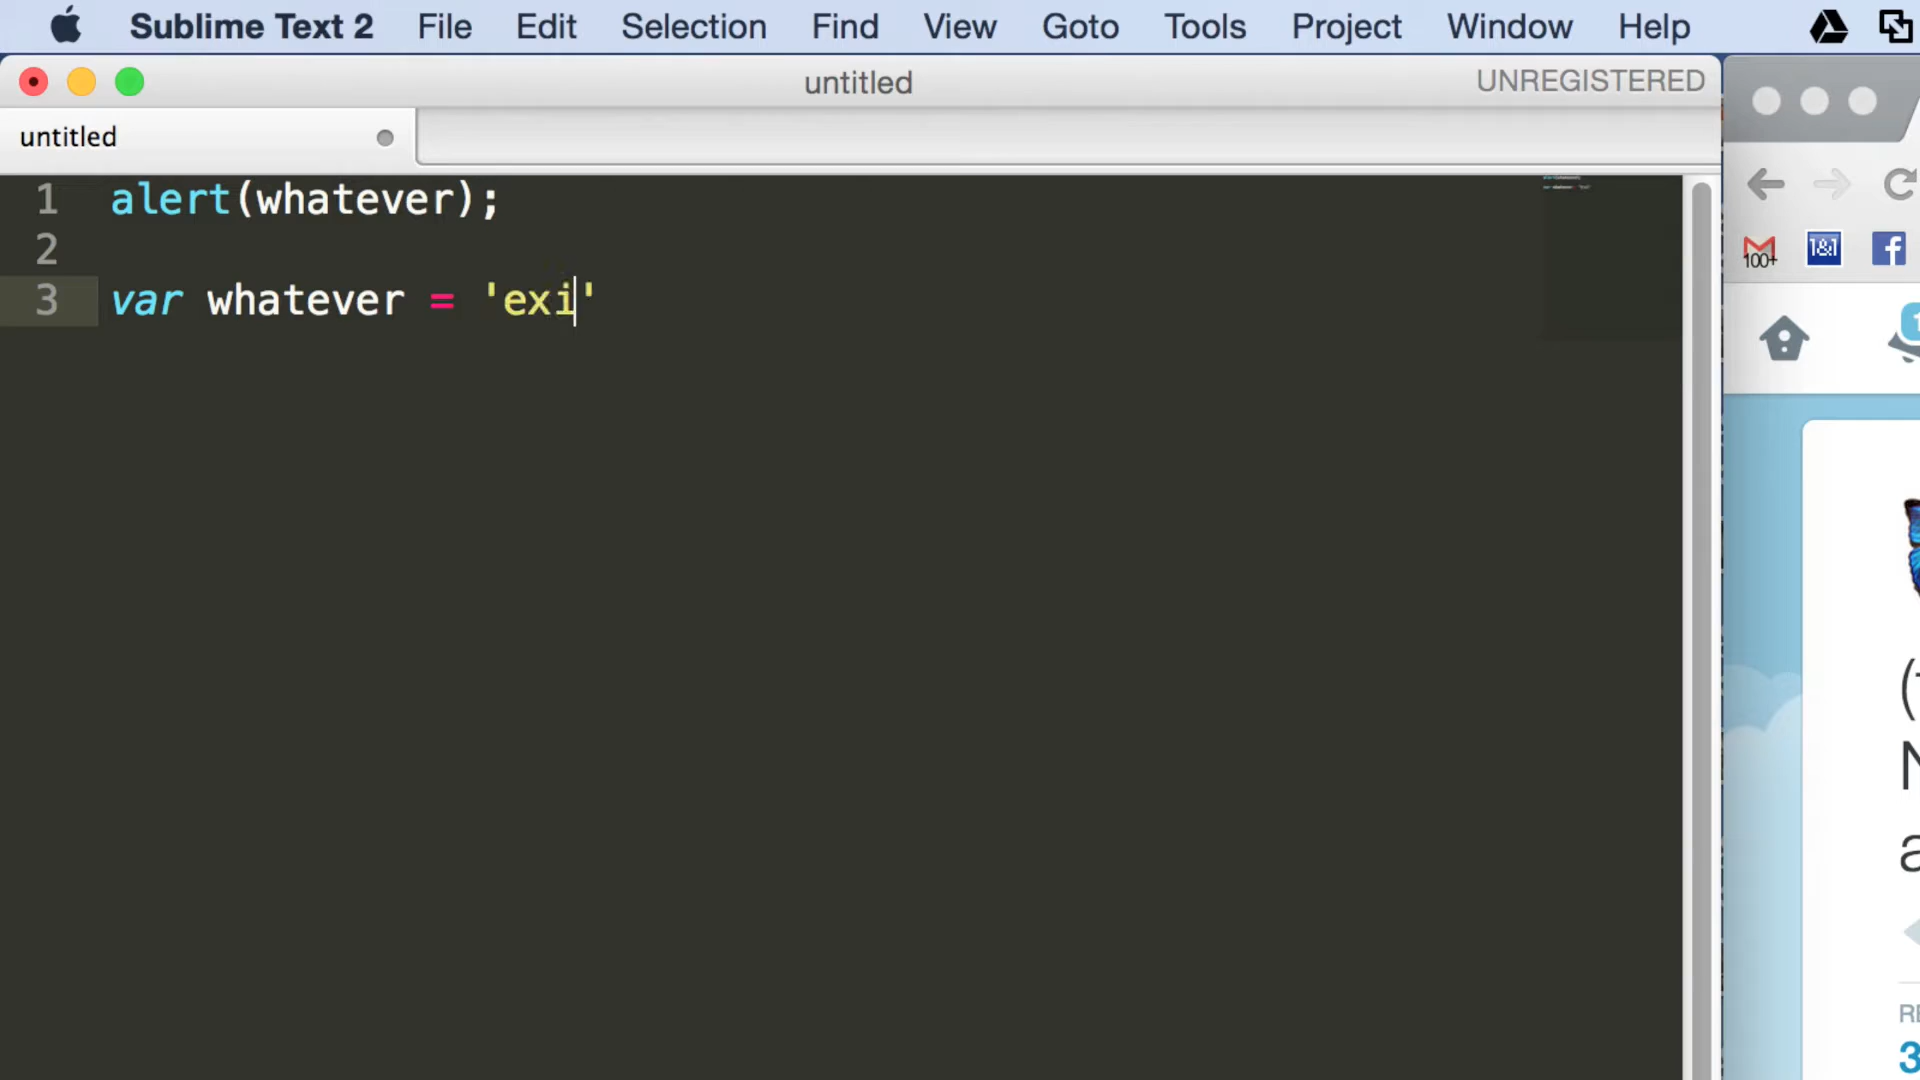 Sublime Text 2 File Edit Selection Find View Goto Tools Project Window Help
untitled UNREGISTERED
untitled
1 alert(whatever);
2
3 var whatever = 'exi'
100+ 1&1 f